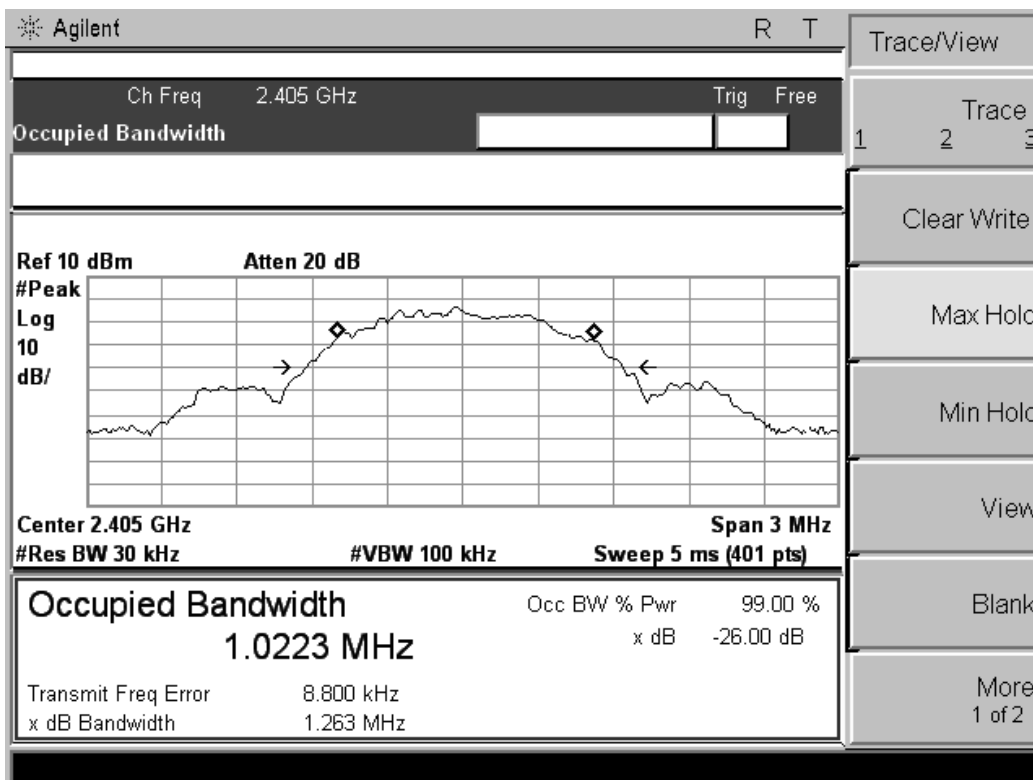 Agilent R T
Ch Freq 2.405 GHz Trig Free
Occupied Bandwidth
Ref 10 dBm Atten 20 dB
#Peak
Log
10
dB/
Center 2.405 GHz Span 3 MHz
#Res BW 30 kHz #VBW 100 kHz Sweep 5 ms (401 pts)
Occupied Bandwidth Occ BW % Pwr 99.00 %
1.0223 MHz x dB -26.00 dB
Transmit Freq Error 8.800 kHz
x dB Bandwidth 1.263 MHz
Trace/View
Trace
1 2 3
Clear Write
Max Hold
Min Hold
View
Blank
More
1 of 2